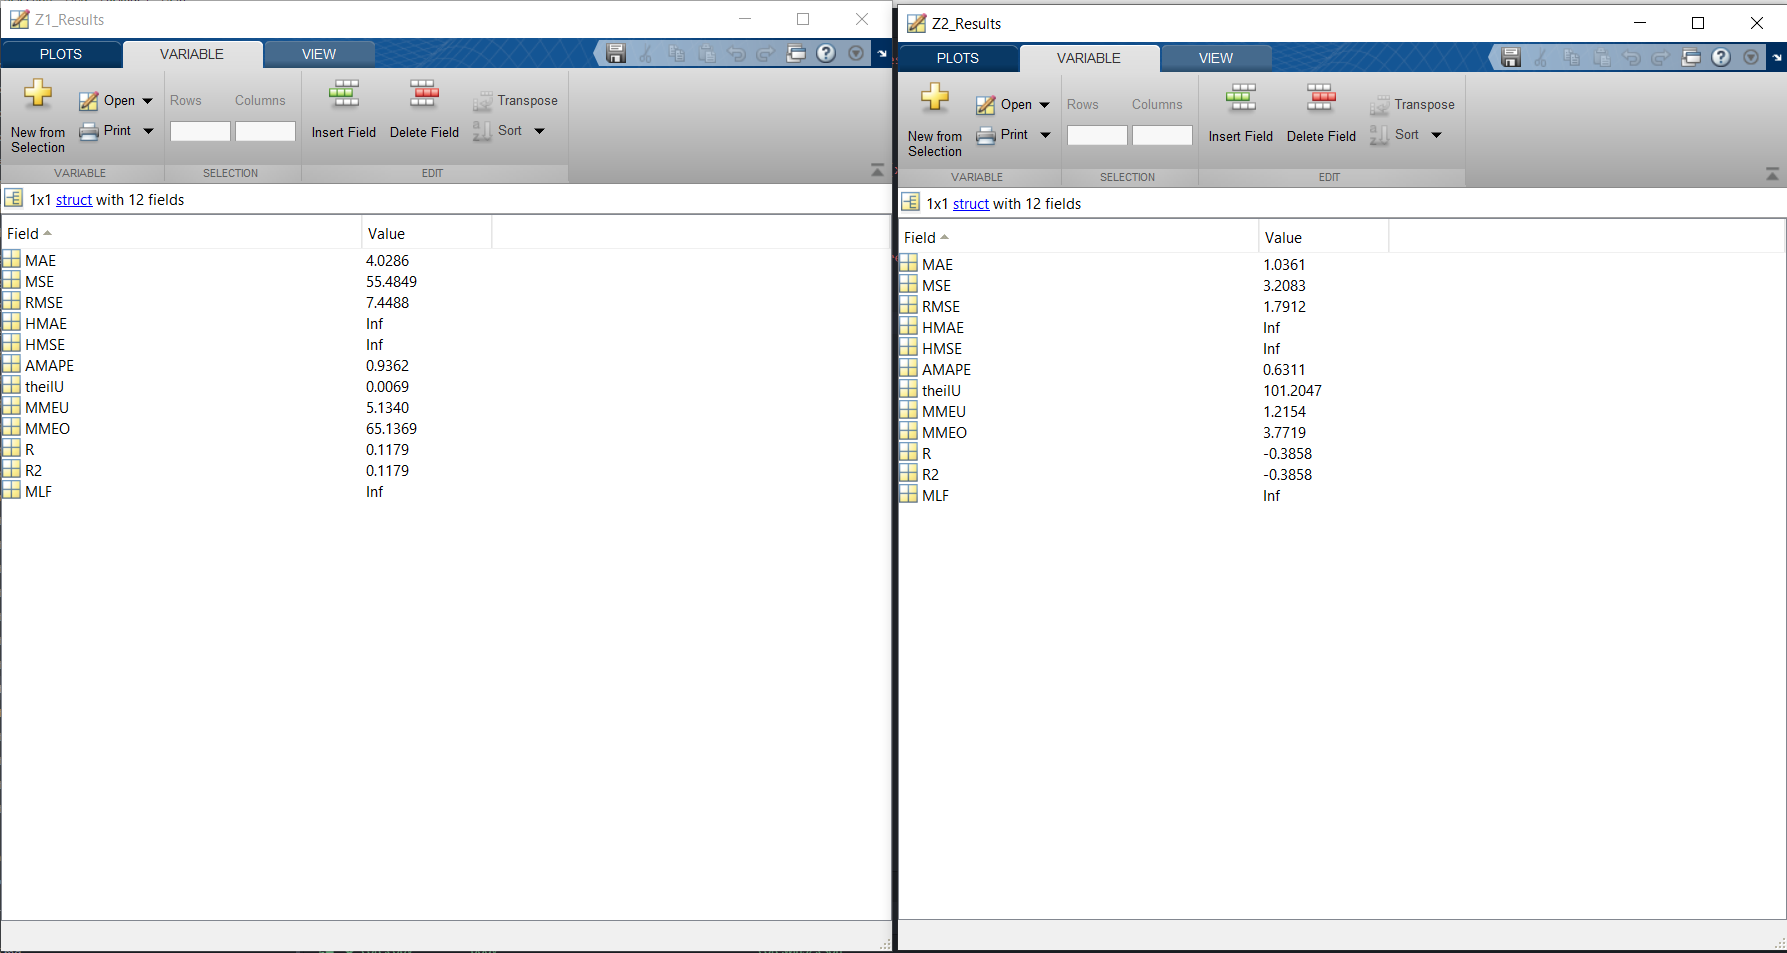 Z1_Results
PLOTS VARIABLE VIEW
New from Selection
Open
Print
Rows Columns
Insert Field
Delete Field
Transpose
Sort
VARIABLE SELECTION EDIT
1x1 struct with 12 fields
Field Value
MAE 4.0286
MSE 55.4849
RMSE 7.4488
HMAE Inf
HMSE Inf
AMAPE 0.9362
theilU 0.0069
MMEU 5.1340
MMEO 65.1369
R 0.1179
R2 0.1179
MLF Inf
Z2_Results
PLOTS VARIABLE VIEW
New from Selection
Open
Print
Rows Columns
Insert Field
Delete Field
Transpose
Sort
VARIABLE SELECTION EDIT
1x1 struct with 12 fields
Field Value
MAE 1.0361
MSE 3.2083
RMSE 1.7912
HMAE Inf
HMSE Inf
AMAPE 0.6311
theilU 101.2047
MMEU 1.2154
MMEO 3.7719
R -0.3858
R2 -0.3858
MLF Inf